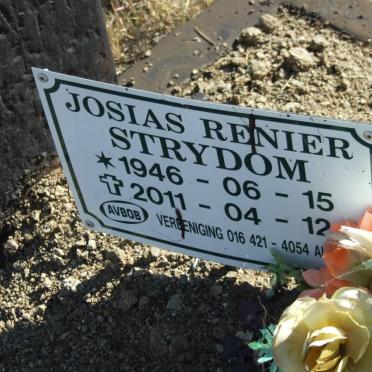 JOSIAS RENIER
STRYDOM
1946 - 06 - 15
2011 - 04 - 12
AVBOB
VEREENIGING 016 421 - 4054